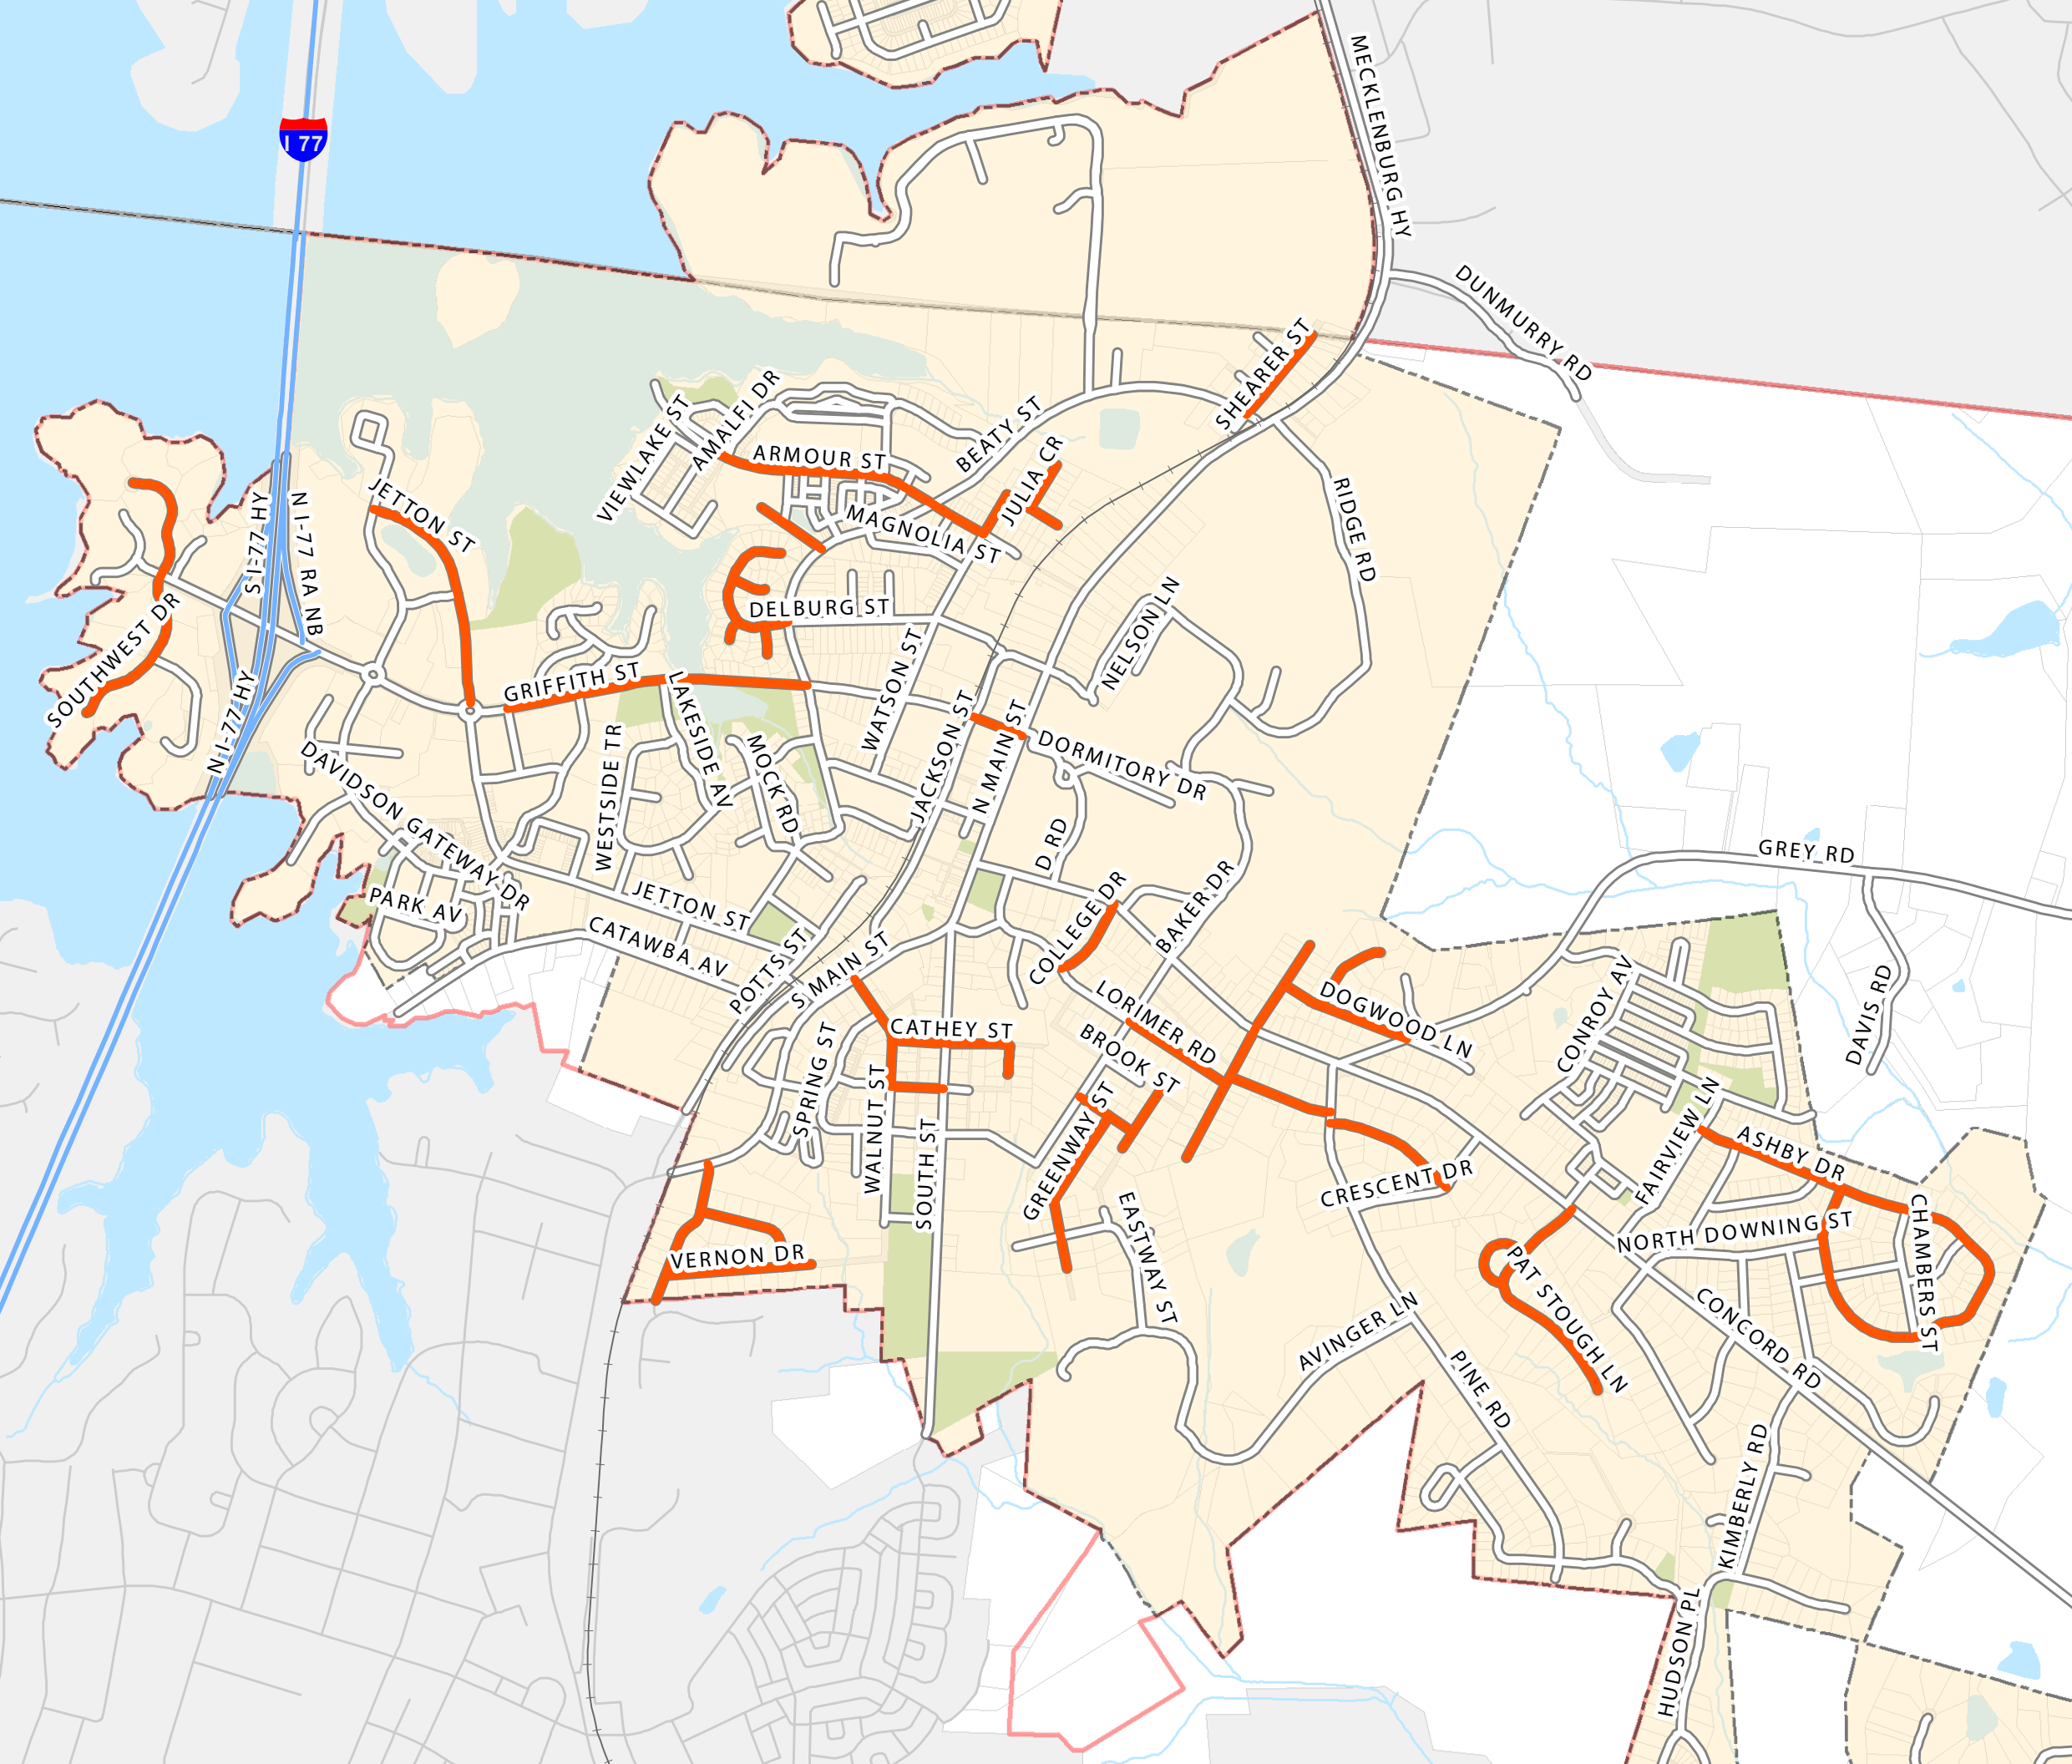 MECKLENBURG HY
I 77
DUNMURRY RD
SHEARER ST
AMALFI DR
VIEWLAKE ST
BEATY ST
ARMOUR ST
JULIA CR
JETTON ST
S I-77 HY
N I-77 RA NB
MAGNOLIA ST
RIDGE RD
NELSON LN
DELBURG ST
SOUTHWEST DR
WATSON ST
GRIFFITH ST
LAKESIDE AV
N I-77 HY
JACKSON ST
N MAIN ST
DORMITORY DR
WESTSIDE TR
MOCK RD
DAVIDSON GATEWAY DR
D RD
GREY RD
PARK AV
JETTON ST
COLLEGE DR
BAKER DR
CATAWBA AV
POTTS ST
S MAIN ST
LORIMER RD
DOGWOOD LN
CONROY AV
DAVIS RD
CATHEY ST
BROOK ST
SPRING ST
WALNUT ST
SOUTH ST
GREENWAY ST
FAIRVIEW LN
ASHBY DR
CRESCENT DR
EASTWAY ST
CHAMBERS ST
NORTH DOWNING ST
VERNON DR
PAT STOUGH LN
AVINGER LN
CONCORD RD
PINE RD
KIMBERLY RD
HUDSON PL